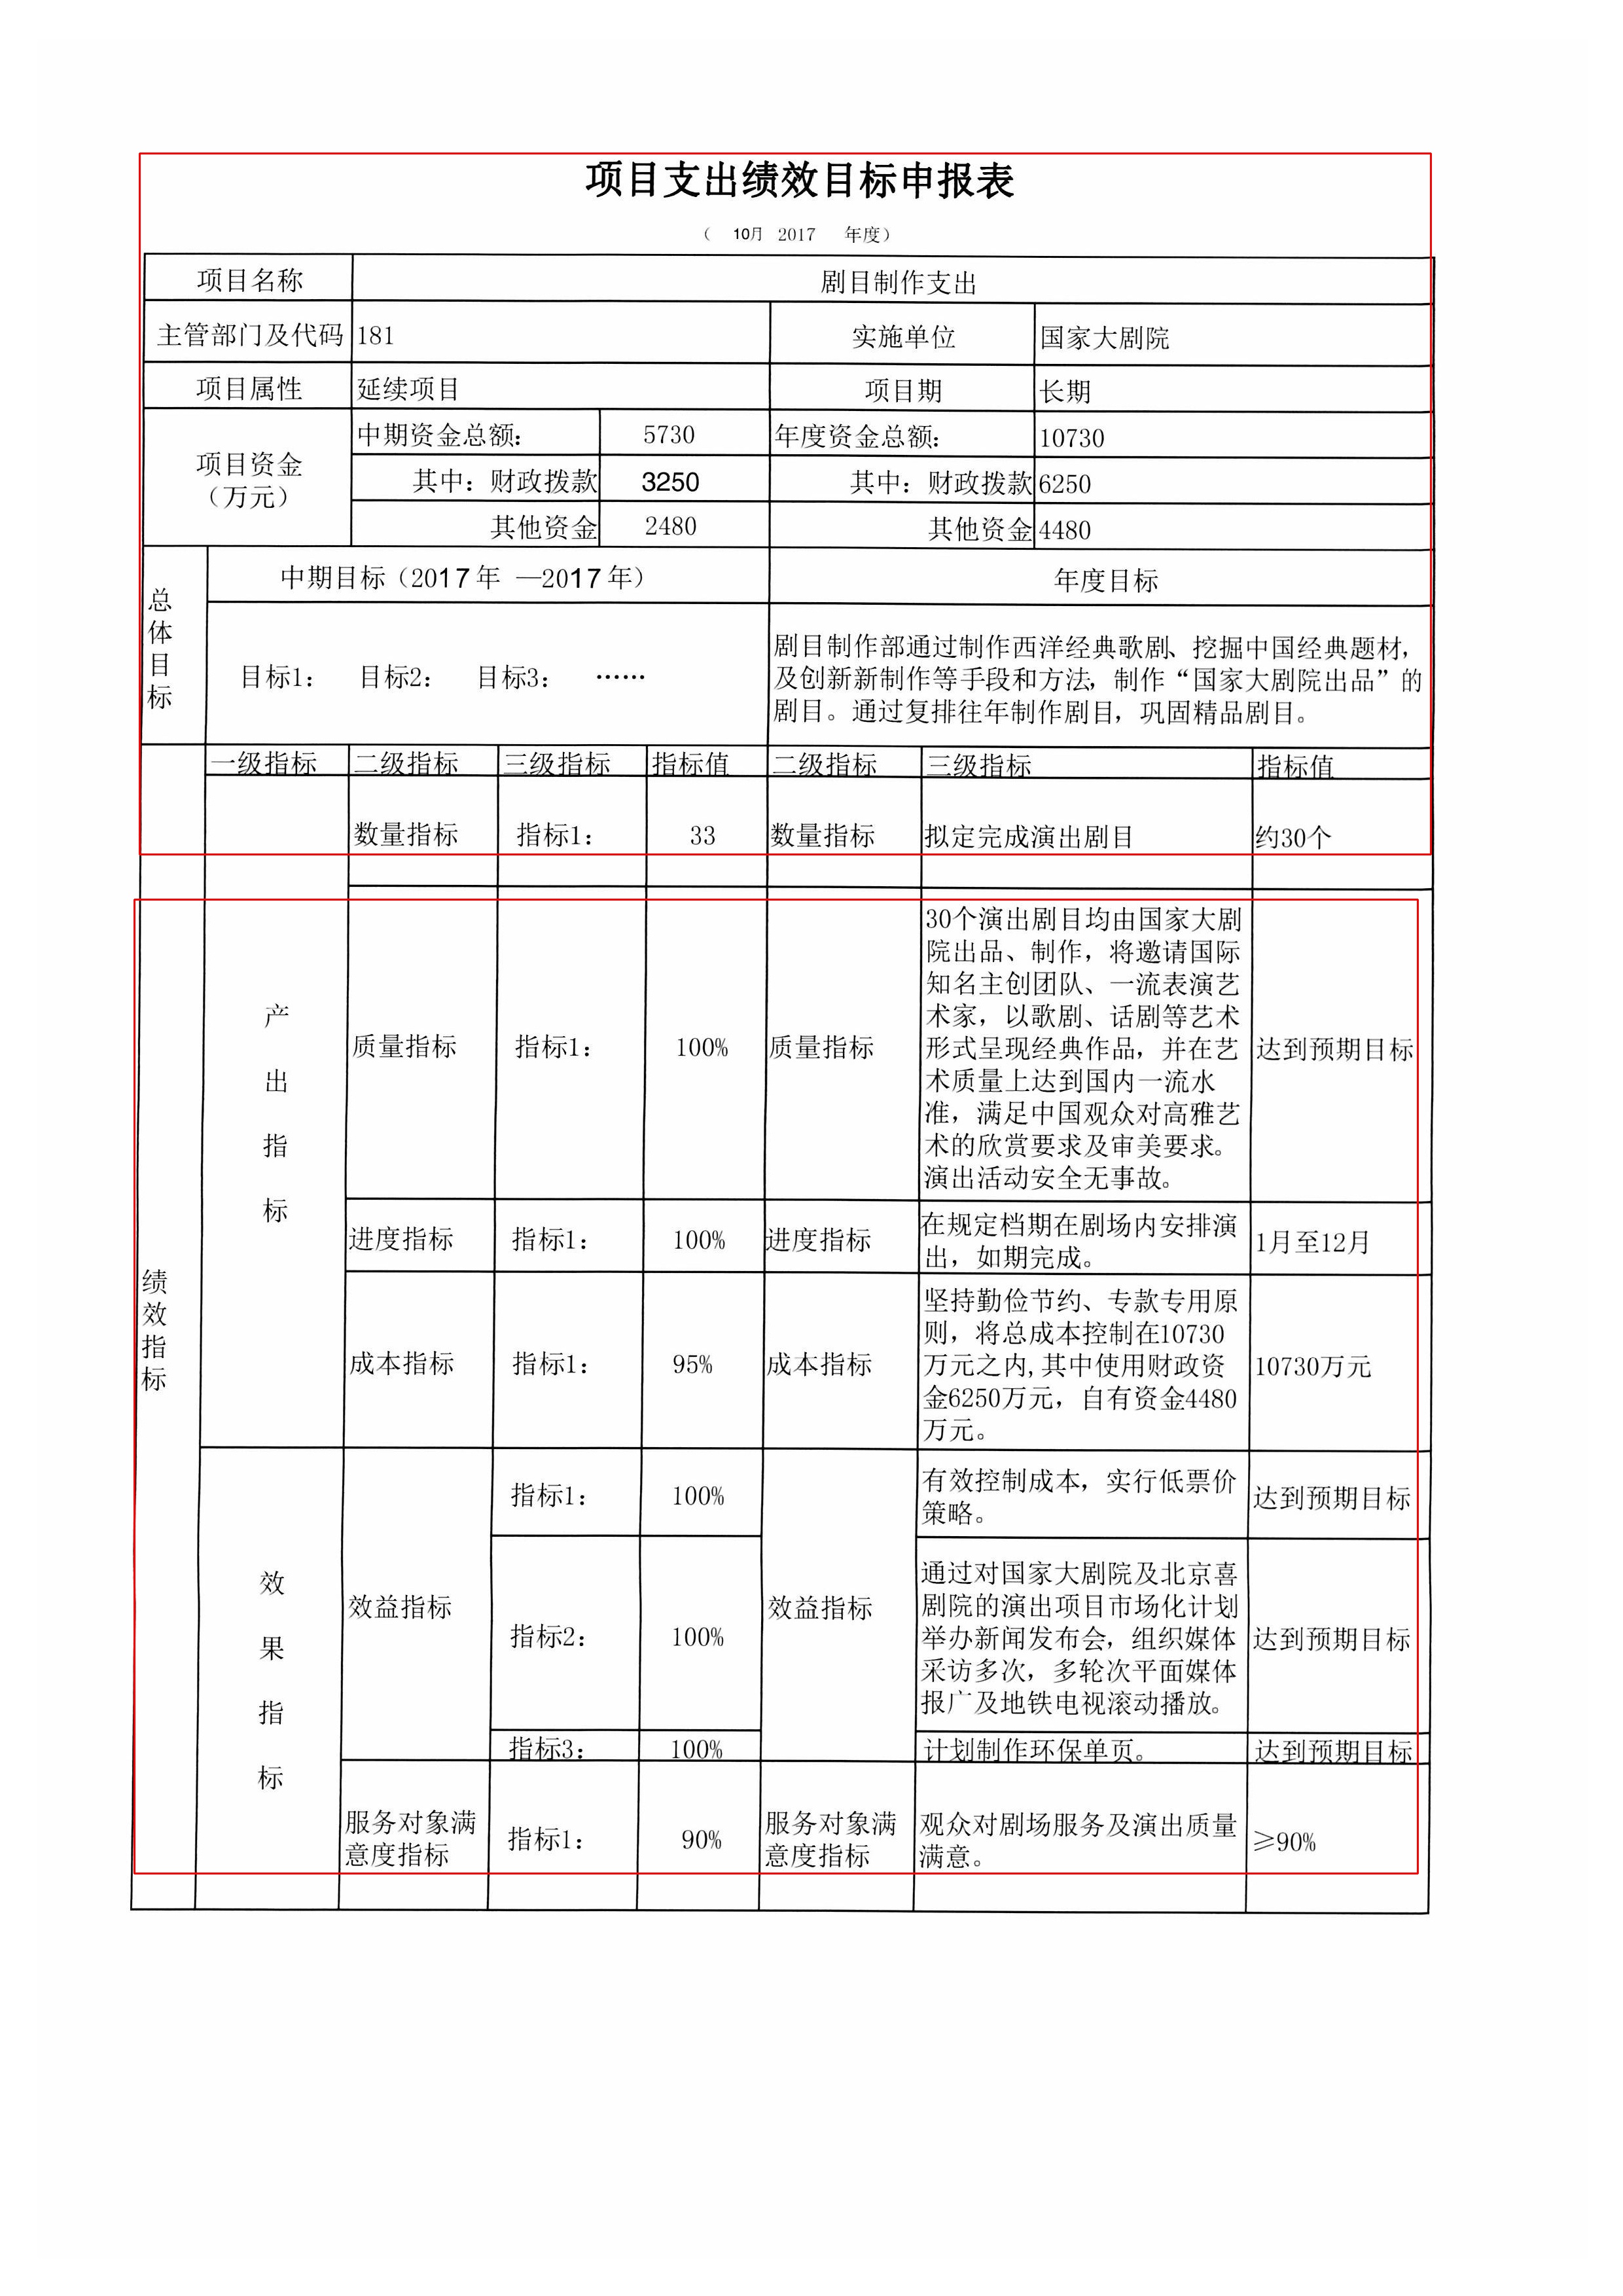 项目支出绩效目标申报表
（ 10月 2017 年度）
项目名称 剧目制作支出
主管部门及代码 181 实施单位 国家大剧院
项目属性 延续项目 项目期 长期
项目资金
（万元）
中期资金总额： 5730 年度资金总额： 10730
其中：财政拨款 3250 其中：财政拨款 6250
其他资金 2480 其他资金 4480
总体目标
中期目标（2017年 —2017年） 年度目标
目标1： 目标2： 目标3： ……
剧目制作部通过制作西洋经典歌剧、挖掘中国经典题材，
及创新新制作等手段和方法，制作“国家大剧院出品”的
剧目。通过复排往年制作剧目，巩固精品剧目。
绩效指标
一级指标 二级指标 三级指标 指标值 二级指标 三级指标 指标值
产出指标
数量指标 指标1： 33 数量指标 拟定完成演出剧目 约30个
质量指标 指标1： 100% 质量指标
30个演出剧目均由国家大剧
院出品、制作，将邀请国际
知名主创团队、一流表演艺
术家，以歌剧、话剧等艺术
形式呈现经典作品，并在艺
术质量上达到国内一流水
准，满足中国观众对高雅艺
术的欣赏要求及审美要求。
演出活动安全无事故。
达到预期目标
进度指标 指标1： 100% 进度指标
在规定档期在剧场内安排演
出，如期完成。
1月至12月
成本指标 指标1： 95% 成本指标
坚持勤俭节约、专款专用原
则，将总成本控制在10730
万元之内,其中使用财政资
金6250万元，自有资金4480
万元。
10730万元
效果指标
效益指标 指标1： 100% 效益指标
有效控制成本，实行低票价
策略。
达到预期目标
指标2： 100%
通过对国家大剧院及北京喜
剧院的演出项目市场化计划
举办新闻发布会，组织媒体
采访多次，多轮次平面媒体
报广及地铁电视滚动播放。
达到预期目标
指标3： 100% 计划制作环保单页。 达到预期目标
服务对象满
意度指标
指标1： 90%
服务对象满
意度指标
观众对剧场服务及演出质量
满意。
≥90%